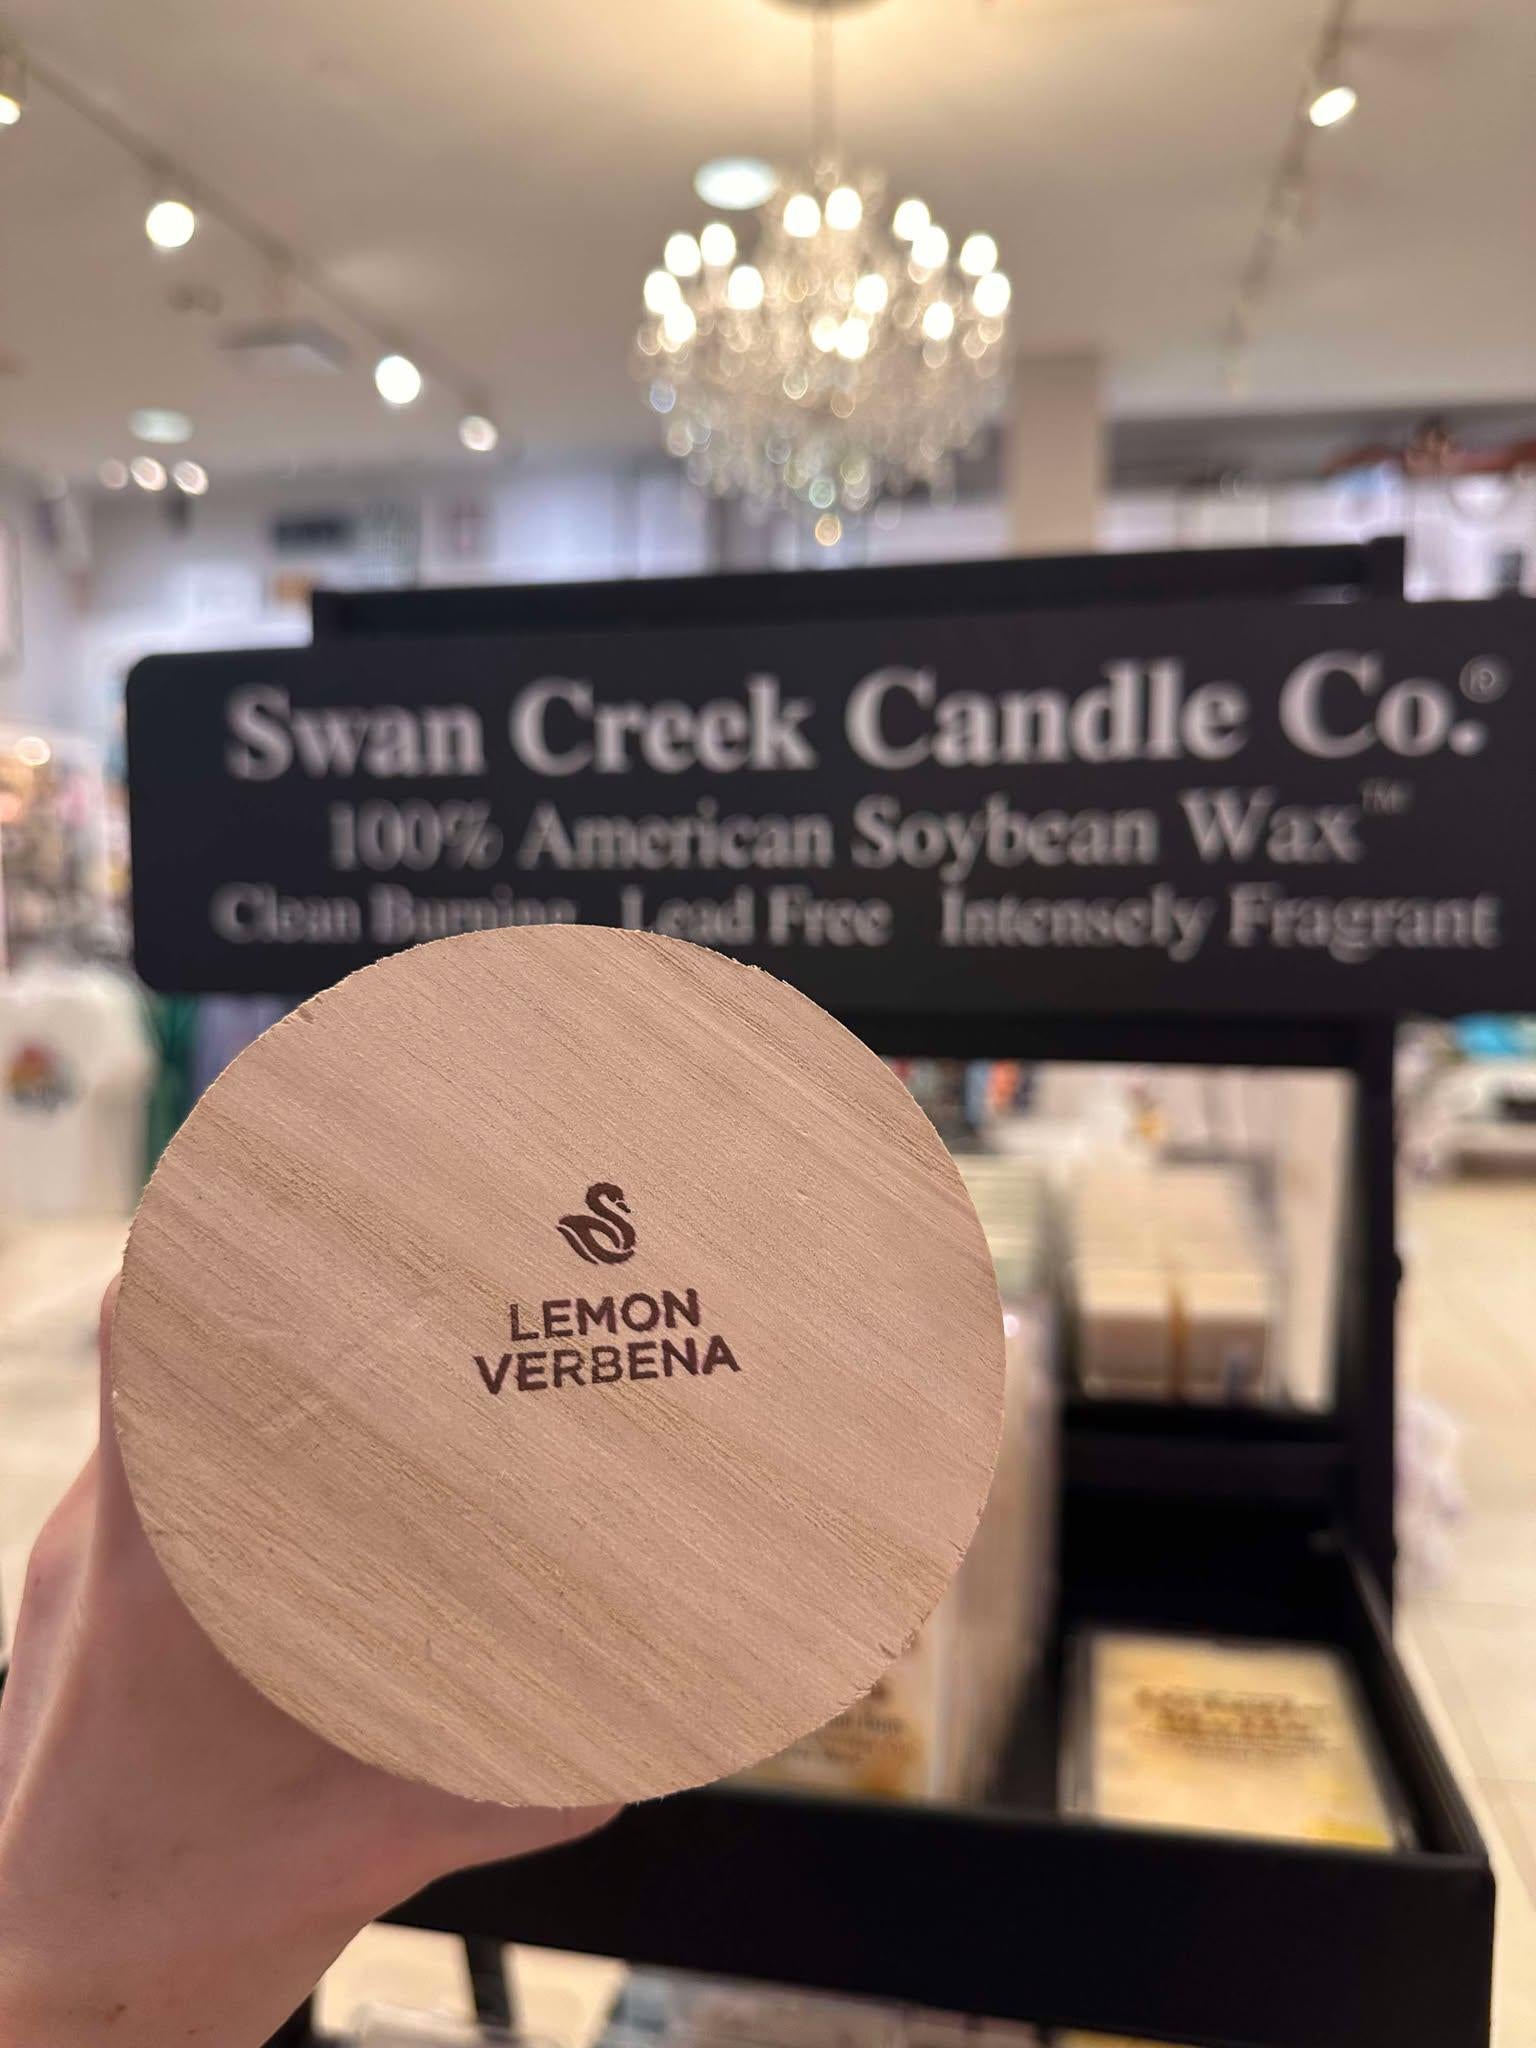 Swan Creek Candle Co.®
100% American Soybean Wax™
Clean Burning Lead Free Intensely Fragrant
LEMON
VERBENA